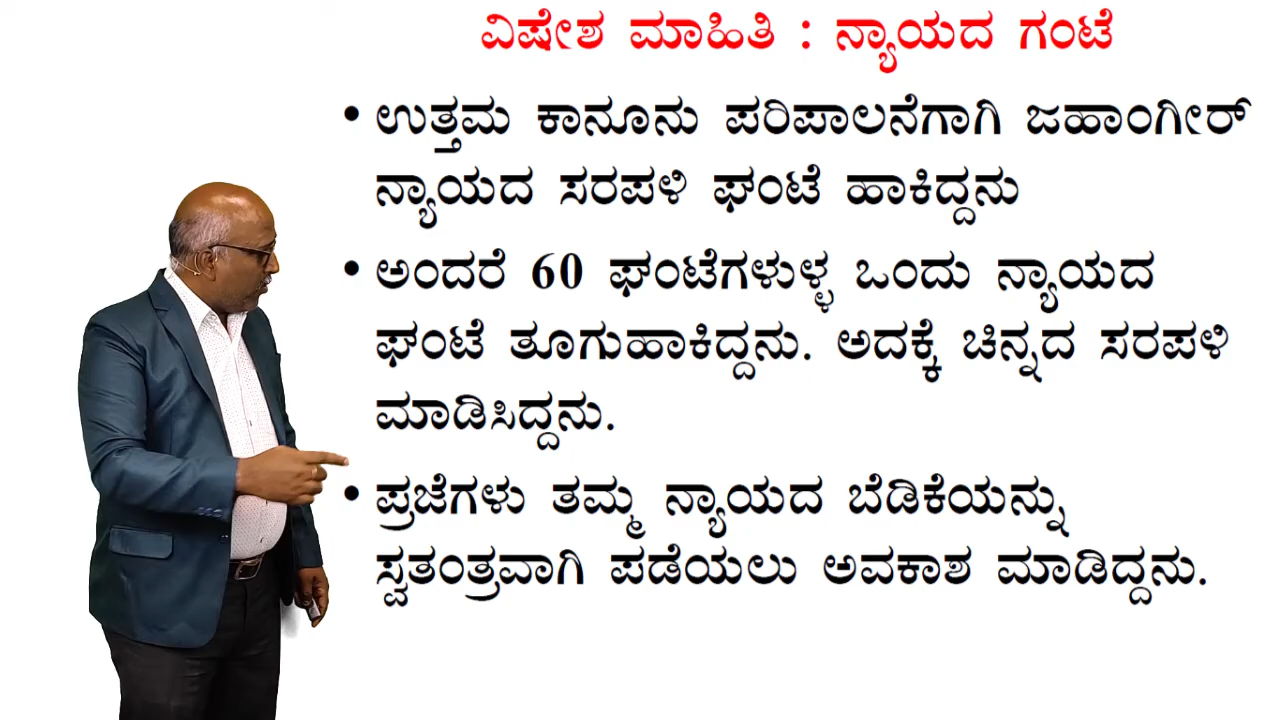 ವಿಷೇಶ ಮಾಹಿತಿ : ನ್ಯಾಯದ ಗಂಟೆ
• ಉತ್ತಮ ಕಾನೂನು ಪರಿಪಾಲನೆಗಾಗಿ ಜಹಾಂಗೀರ್
ನ್ಯಾಯದ ಸರಪಳಿ ಘಂಟೆ ಹಾಕಿದ್ದನು
• ಅಂದರೆ 60 ಘಂಟೆಗಳುಳ್ಳ ಒಂದು ನ್ಯಾಯದ
ಘಂಟೆ ತೂಗುಹಾಕಿದ್ದನು. ಅದಕ್ಕೆ ಚಿನ್ನದ ಸರಪಳಿ
ಮಾಡಿಸಿದ್ದನು.
• ಪ್ರಜೆಗಳು ತಮ್ಮ ನ್ಯಾಯದ ಬೆಡಿಕೆಯನ್ನು
ಸ್ವತಂತ್ರವಾಗಿ ಪಡೆಯಲು ಅವಕಾಶ ಮಾಡಿದ್ದನು.